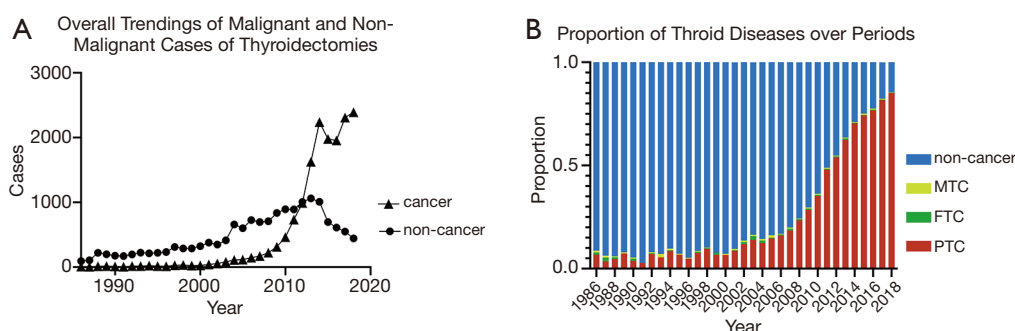 A
Overall Trendings of Malignant and Non-
Malignant Cases of Thyroidectomies
3000
2000
1000
0
Cases
1990
2000
2010
2020
Year
cancer
non-cancer
B
Proportion of Throid Diseases over Periods
1.0
0.5
0.0
Proportion
1986
1988
1990
1992
1994
1996
1998
2000
2002
2004
2006
2008
2010
2012
2014
2016
2018
Year
non-cancer
MTC
FTC
PTC